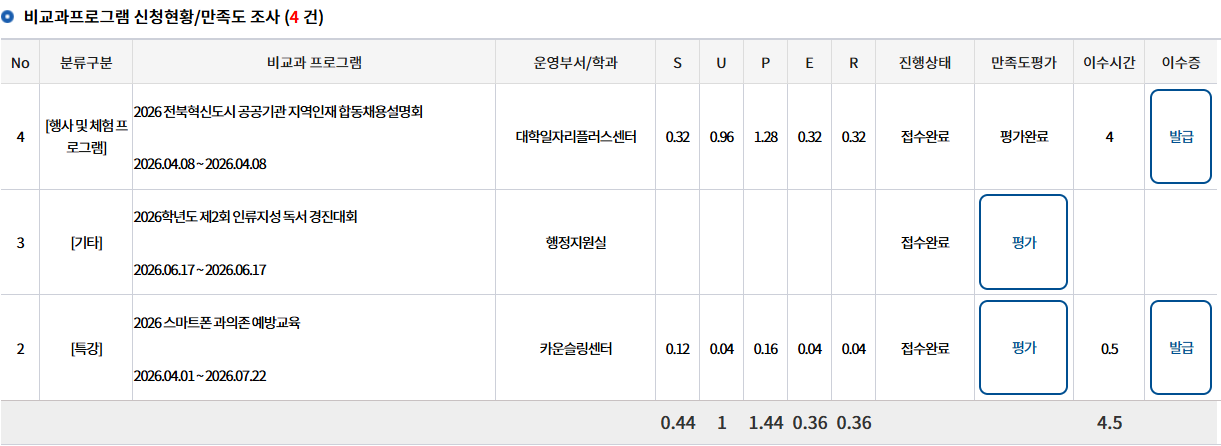 비교과프로그램 신청현황/만족도 조사 (4 건)
No 분류구분 비교과 프로그램 운영부서/학과 S U P E R 진행상태 만족도평가 이수시간 이수증
4 [행사 및 체험 프로그램] 2026 전북혁신도시 공공기관 지역인재 합동채용설명회 2026.04.08 ~ 2026.04.08 대학일자리플러스센터 0.32 0.96 1.28 0.32 0.32 접수완료 평가완료 4 발급
3 [기타] 2026학년도 제2회 인류지성 독서 경진대회 2026.06.17 ~ 2026.06.17 행정지원실 접수완료 평가
2 [특강] 2026 스마트폰 과의존 예방교육 2026.04.01 ~ 2026.07.22 카운슬링센터 0.12 0.04 0.16 0.04 0.04 접수완료 평가 0.5 발급
0.44 1 1.44 0.36 0.36 4.5